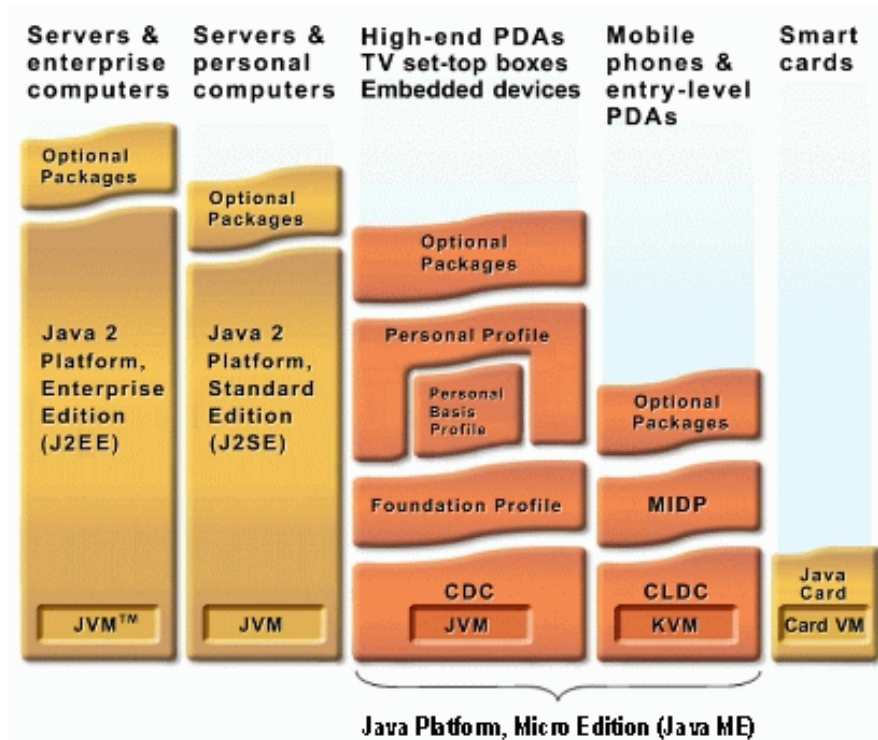 Servers &
enterprise
computers
Servers &
personal
computers
High-end PDAs
TV set-top boxes
Embedded devices
Mobile
phones &
entry-level
PDAs
Smart
cards
Optional
Packages
Optional
Packages
Optional
Packages
Java 2
Platform,
Enterprise
Edition
(J2EE)
Java 2
Platform,
Standard
Edition
(J2SE)
Personal Profile
Personal
Basis
Profile
Optional
Packages
Foundation Profile
MIDP
CDC
CLDC
Java
Card
JVM™
JVM
JVM
KVM
Card VM
Java Platform, Micro Edition (Java ME)